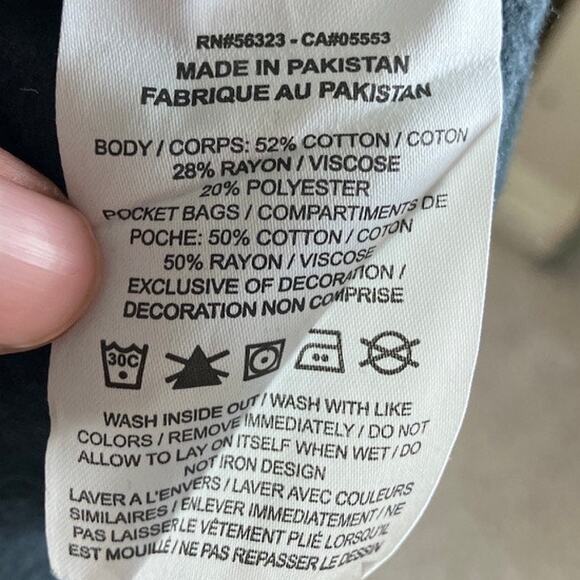 RN#56323 - CA#05553
MADE IN PAKISTAN
FABRIQUE AU PAKISTAN
BODY / CORPS: 52% COTTON / COTON
28% RAYON / VISCOSE
20% POLYESTER
POCKET BAGS / COMPARTIMENTS DE
POCHE: 50% COTTON / COTON
50% RAYON / VISCOSE
EXCLUSIVE OF DECORATION /
DECORATION NON COMPRISE
30C
WASH INSIDE OUT / WASH WITH LIKE
COLORS / REMOVE IMMEDIATELY / DO NOT
ALLOW TO LAY ON ITSELF WHEN WET / DO
NOT IRON DESIGN
LAVER A L'ENVERS / LAVER AVEC COULEURS
SIMILAIRES / ENLEVER IMMEDIATEMENT / NE
PAS LAISSER LE VÊTEMENT PLIÉ LORSQU'IL
EST MOUILLÉ / NE PAS REPASSER LE DESSIN